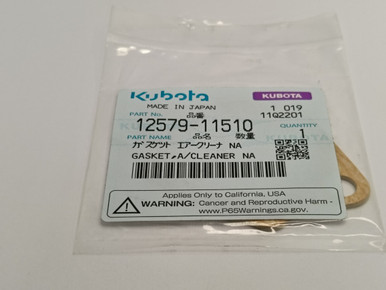 Kubota KUBOTA
MADE IN JAPAN 1 019
PART No. 品番 11Q2201
12579-11510 QUANTITY
PART NAME 品名 数量 1
ガスケット エアークリーナ NA
GASKET,A/CLEANER NA
Applies Only to California, USA
WARNING: Cancer and Reproductive Harm -
www.P65Warnings.ca.gov.